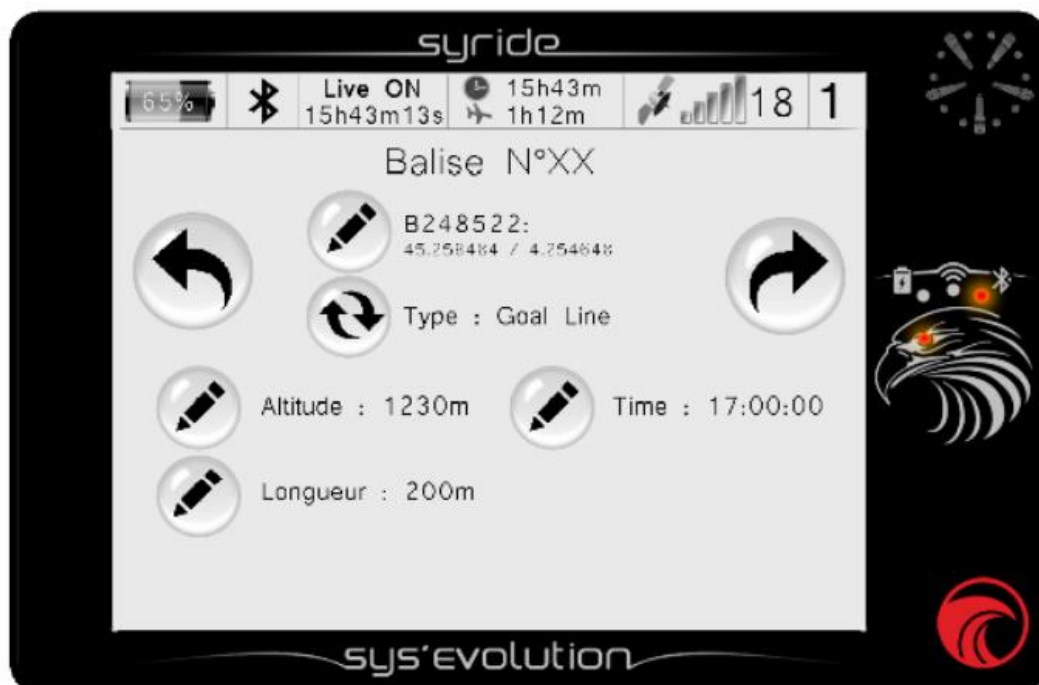 syride
65%
Live ON
15h43m13s
15h43m
1h12m
18
1
Balise N°XX
B248522:
45.258484 / 4.254648
Type : Goal Line
Altitude : 1230m
Time : 17:00:00
Longueur : 200m
sys'evolution